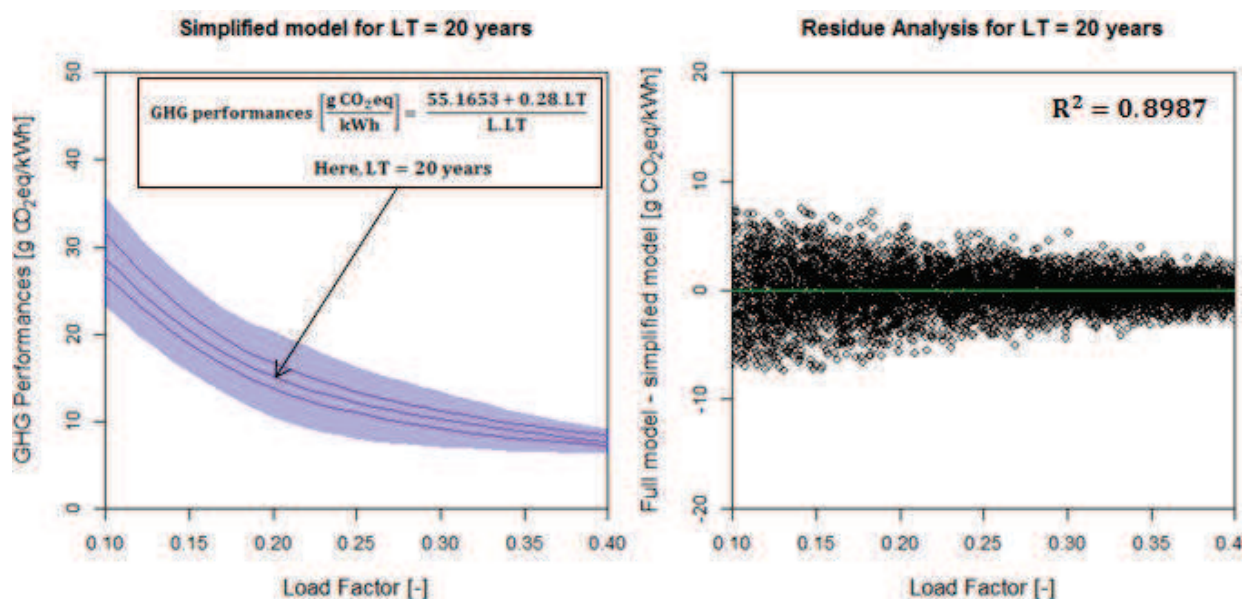 Simplified model for LT = 20 years
GHG Performances [g CO₂eq/kWh]
50
40
30
20
10
0
GHG performances [g CO₂eq/kWh] = 55.1653 + 0.28.LT / L.LT
Here, LT = 20 years
0.10 0.15 0.20 0.25 0.30 0.35 0.40
Load Factor [-]
Residue Analysis for LT = 20 years
Full model - simplified model [g CO₂eq/kWh]
20
10
0
-10
-20
R² = 0.8987
0.10 0.15 0.20 0.25 0.30 0.35 0.4
Load Factor [-]